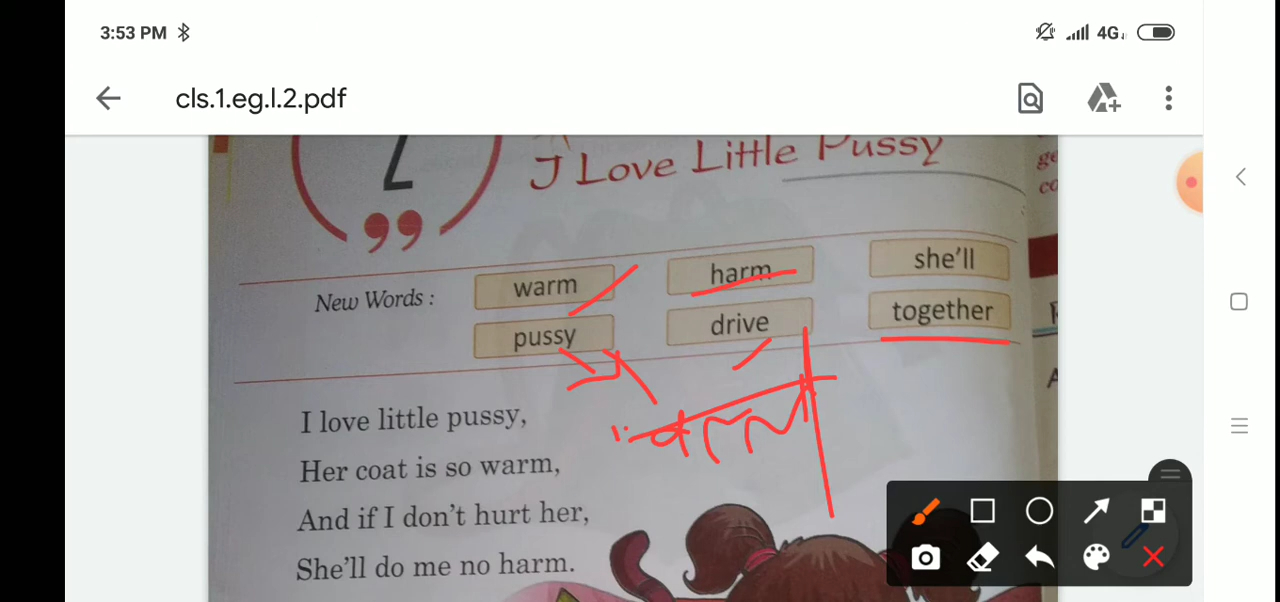 3:53 PM 4G
cls.1.eg.l.2.pdf
2
I Love Little Pussy
New Words : warm harm she'll
pussy drive together
I love little pussy,
Her coat is so warm,
And if I don't hurt her,
She'll do me no harm.